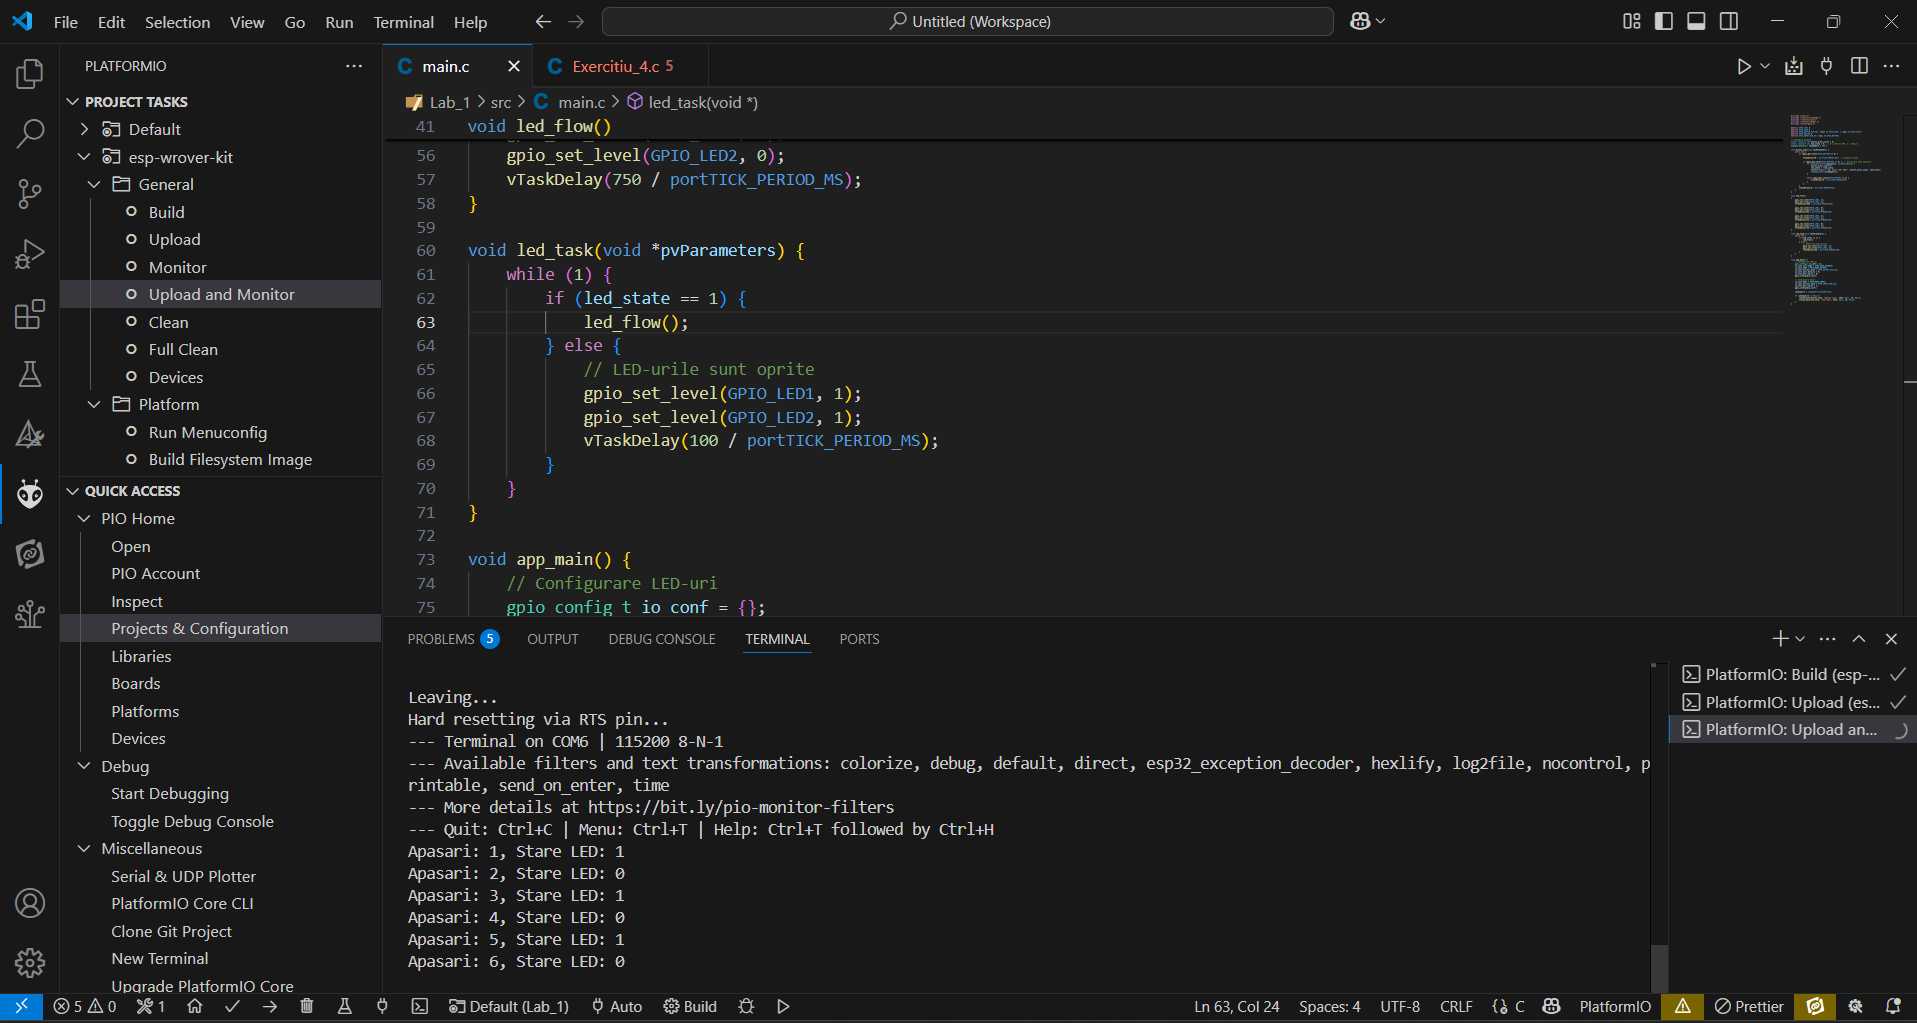 File Edit Selection View Go Run Terminal Help
Untitled (Workspace)
PLATFORMIO
PROJECT TASKS
Default
esp-wrover-kit
General
Build
Upload
Monitor
Upload and Monitor
Clean
Full Clean
Devices
Platform
Run Menuconfig
Build Filesystem Image
QUICK ACCESS
PIO Home
Open
PIO Account
Inspect
Projects & Configuration
Libraries
Boards
Platforms
Devices
Debug
Start Debugging
Toggle Debug Console
Miscellaneous
Serial & UDP Plotter
PlatformIO Core CLI
Clone Git Project
New Terminal
Upgrade PlatformIO Core
C main.c C Exercitiu_4.c 5
Lab_1 > src > C main.c > led_task(void *)
41 void led_flow()
56 gpio_set_level(GPIO_LED2, 0);
57 vTaskDelay(750 / portTICK_PERIOD_MS);
58 }
59
60 void led_task(void *pvParameters) {
61 while (1) {
62 if (led_state == 1) {
63 led_flow();
64 } else {
65 // LED-urile sunt oprite
66 gpio_set_level(GPIO_LED1, 1);
67 gpio_set_level(GPIO_LED2, 1);
68 vTaskDelay(100 / portTICK_PERIOD_MS);
69 }
70 }
71 }
72
73 void app_main() {
74 // Configurare LED-uri
75 gpio_config_t io_conf = {};
PROBLEMS 5 OUTPUT DEBUG CONSOLE TERMINAL PORTS
Leaving...
Hard resetting via RTS pin...
--- Terminal on COM6 | 115200 8-N-1
--- Available filters and text transformations: colorize, debug, default, direct, esp32_exception_decoder, hexlify, log2file, nocontrol, p
rintable, send_on_enter, time
--- More details at https://bit.ly/pio-monitor-filters
--- Quit: Ctrl+C | Menu: Ctrl+T | Help: Ctrl+T followed by Ctrl+H
Apasari: 1, Stare LED: 1
Apasari: 2, Stare LED: 0
Apasari: 3, Stare LED: 1
Apasari: 4, Stare LED: 0
Apasari: 5, Stare LED: 1
Apasari: 6, Stare LED: 0
PlatformIO: Build (esp-...
PlatformIO: Upload (es...
PlatformIO: Upload an...
5 0 1 Default (Lab_1) Auto Build Ln 63, Col 24 Spaces: 4 UTF-8 CRLF {} C PlatformIO Prettier